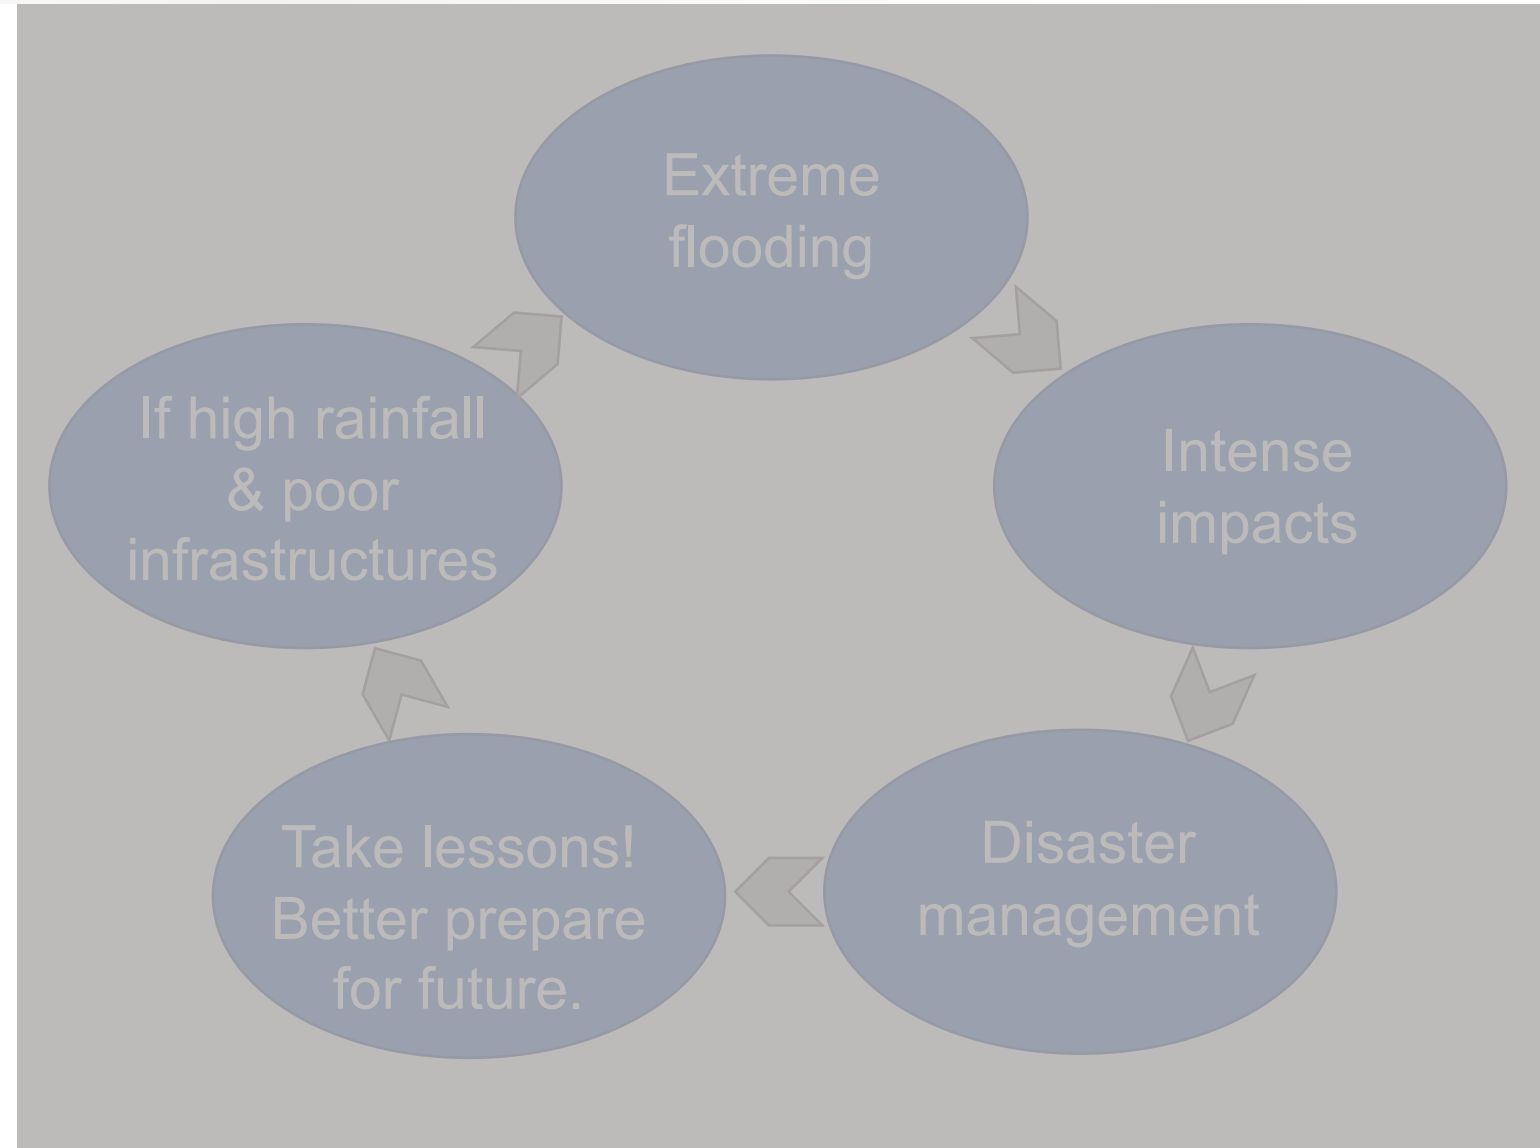 Extreme
flooding
Intense
impacts
Disaster
management
Take lessons!
Better prepare
for future.
If high rainfall
& poor
infrastructures